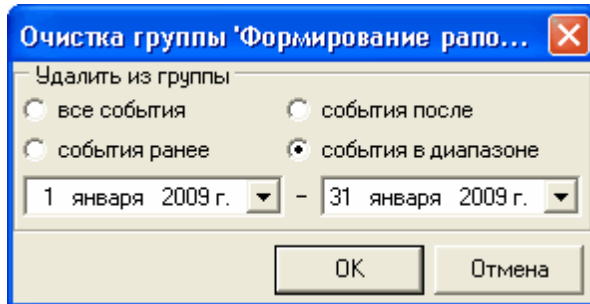 Очистка группы 'Формирование рапо...
Удалить из группы
все события события после
события ранее события в диапазоне
1 января 2009 г. - 31 января 2009 г.
OK Отмена